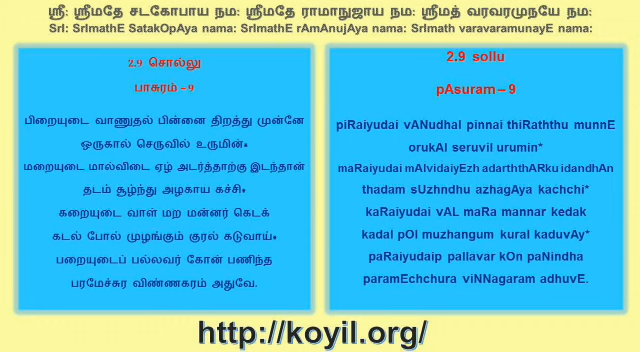 ஸ்ரீ: ஸ்ரீமதே சடகோபாய நம: ஸ்ரீமதே ராமாநுஜாய நம: ஸ்ரீமத் வரவரமுநயே நம:
SrI: SrImathE SatakOpAya nama: SrImathE rAmAnujAya nama: SrImath varavaramunayE nama:
2.9 சொல்லு
பாசுரம் – 9
பிறையுடை வாணுதல் பின்னை திறத்து முன்னே
ஒருகால் செருவில் உருமின்*
மறையுடை மால்விடை ஏழ் அடர்த்தாற்கு இடந்தான்
தடம் சூழ்ந்து அழகாய கச்சி*
கறையுடை வாள் மற மன்னர் கெடக்
கடல் போல் முழங்கும் குரல் கடுவாய்*
பறையுடைப் பல்லவர் கோன் பணிந்த
பரமேச்சுர விண்ணகரம் அதுவே.
2.9 sollu
pAsuram – 9
piRaiyudai vANudhal pinnai thiRaththu munnE
orukAl seruvil urumin*
maRaiyudai mAlvidaiyEzh adarththARku idandhAn
thadam sUzhndhu azhagAya kachchi*
kaRaiyudai vAL maRa mannar kedak
kadal pOl muzhangum kural kaduvAy*
paRaiyudaip pallavar kOn paNindha
paramEchchura viNNagaram adhuvE.
http://koyil.org/